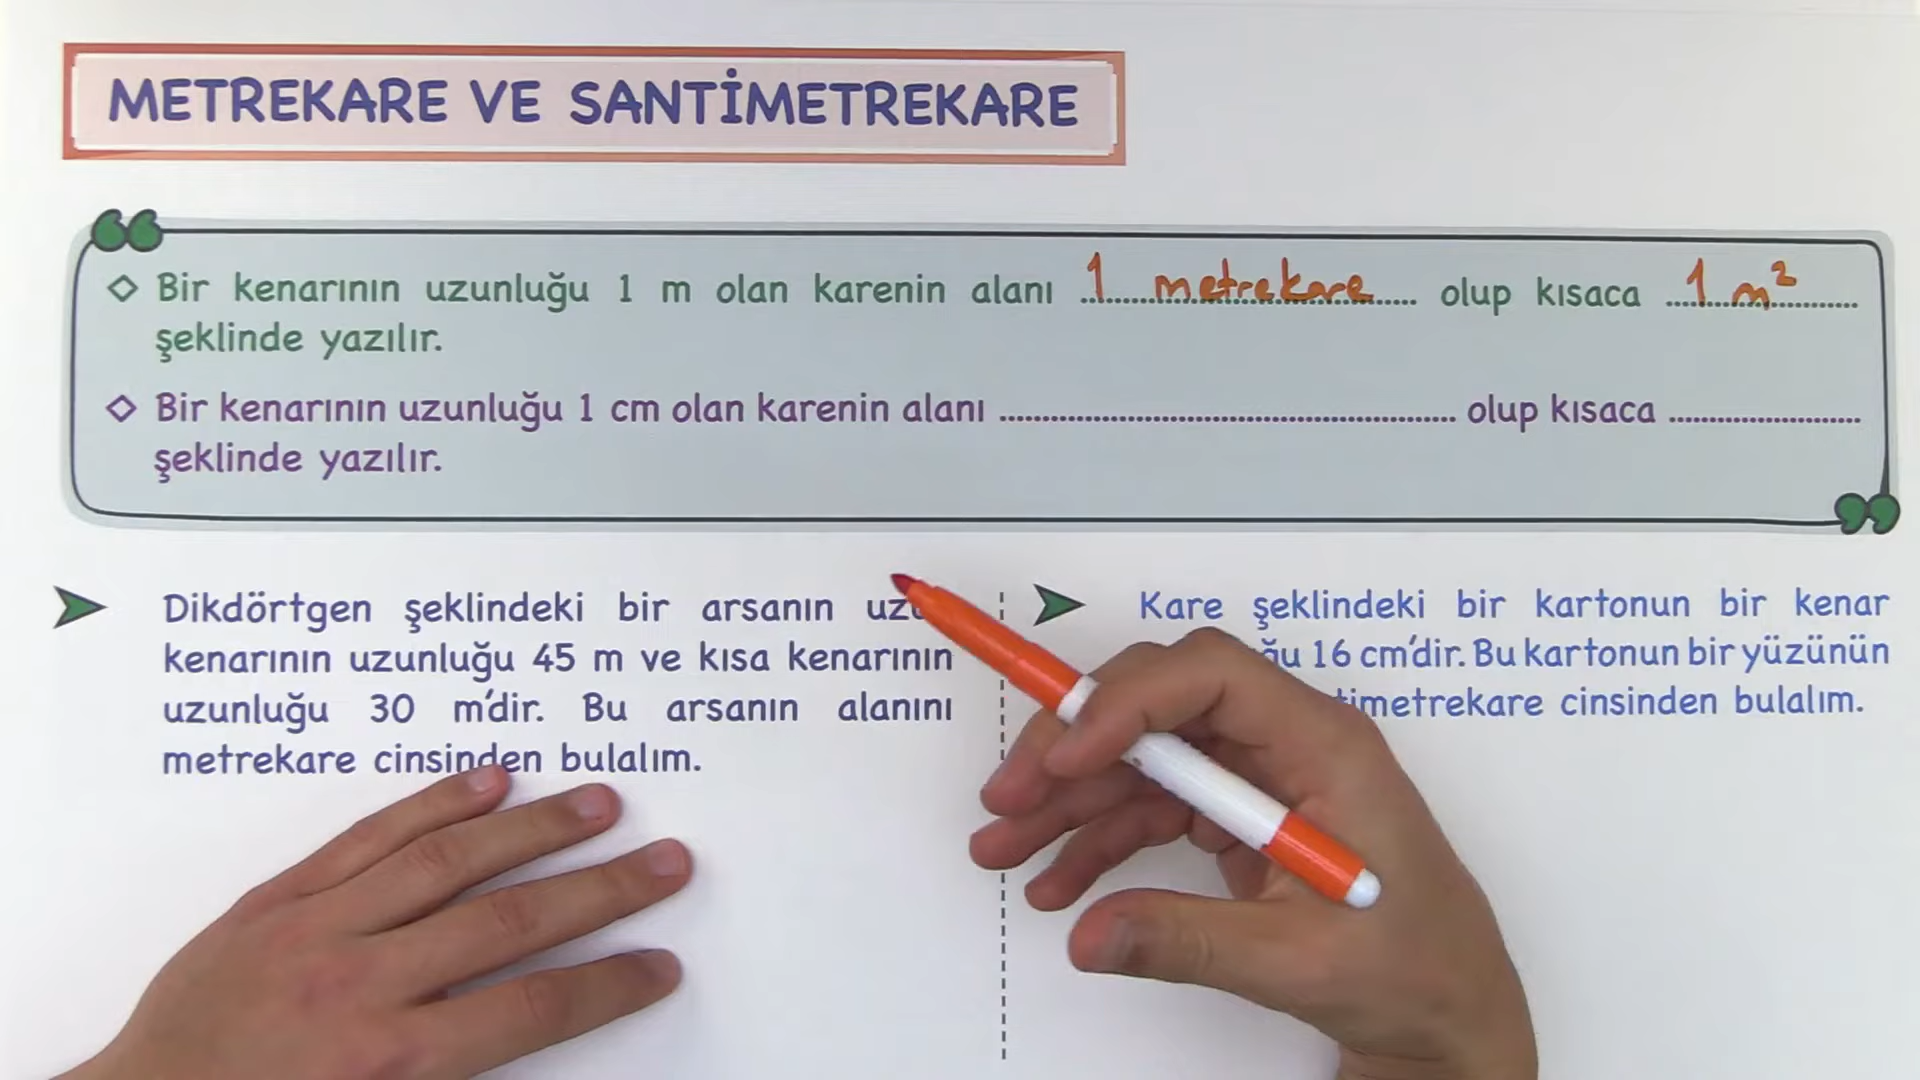 METREKARE VE SANTİMETREKARE
◇ Bir kenarının uzunluğu 1 m olan karenin alanı 1 metrekare olup kısaca 1 m²
şeklinde yazılır.
◇ Bir kenarının uzunluğu 1 cm olan karenin alanı .......... olup kısaca ..........
şeklinde yazılır.
Dikdörtgen şeklindeki bir arsanın
kenarının uzunluğu 45 m ve kısa kenarının
uzunluğu 30 m'dir. Bu arsanın alanını
metrekare cinsinden bulalım.
Kare şeklindeki bir kartonun bir kenar
16 cm'dir. Bu kartonun bir yüzünün
cinsinden bulalım.